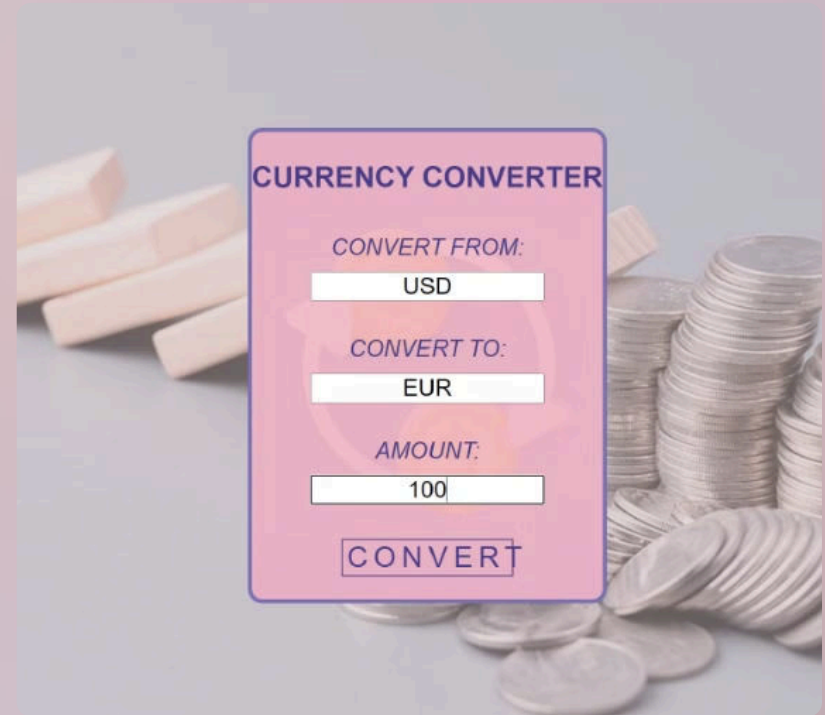 CURRENCY CONVERTER
CONVERT FROM:
USD
CONVERT TO:
EUR
AMOUNT:
100
CONVERT